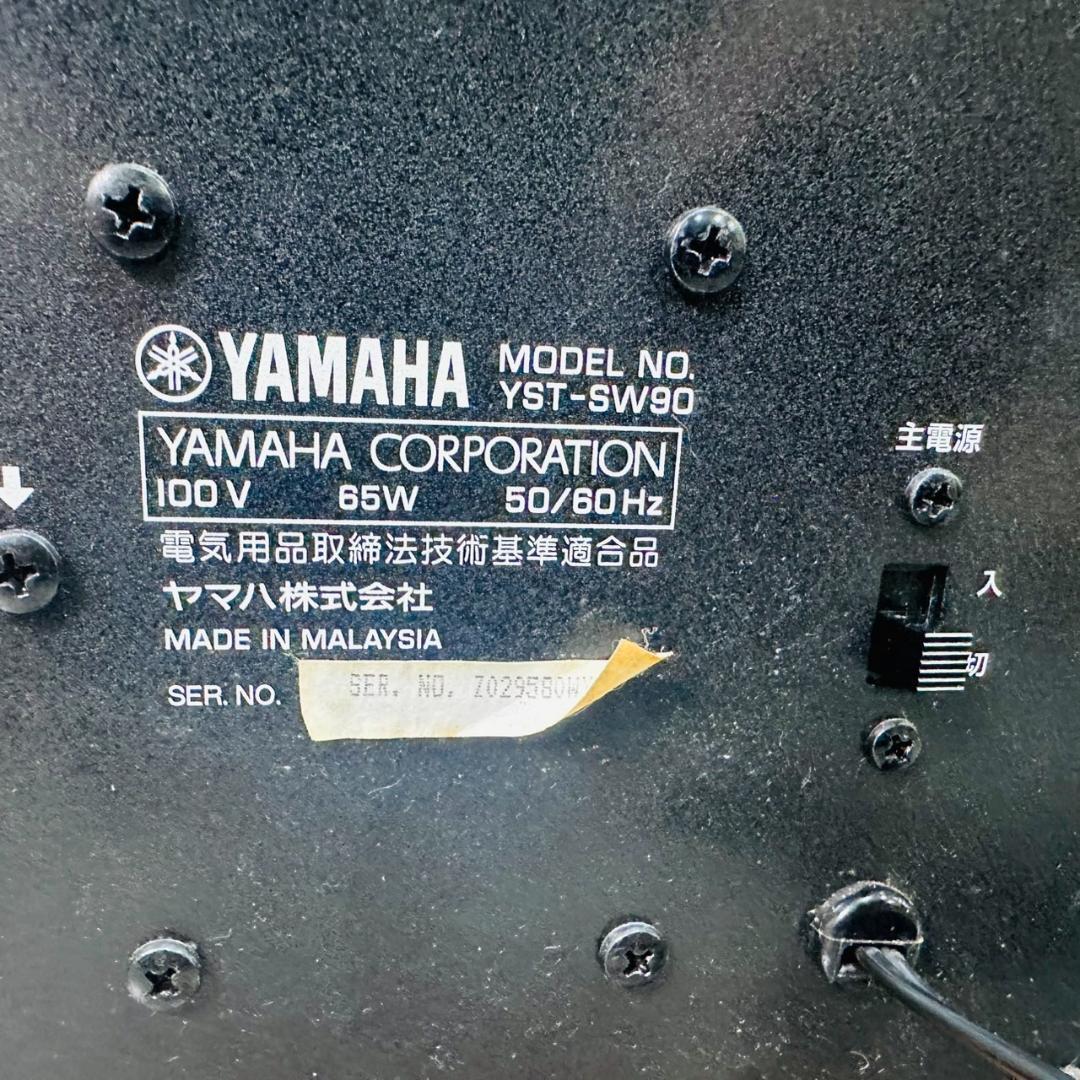 YAMAHA MODEL NO.
YST-SW90
YAMAHA CORPORATION
100V 65W 50/60Hz
電気用品取締法技術基準適合品
ヤマハ株式会社
MADE IN MALAYSIA
SER. NO. SER. NO. Z029580WY
主電源
入
切